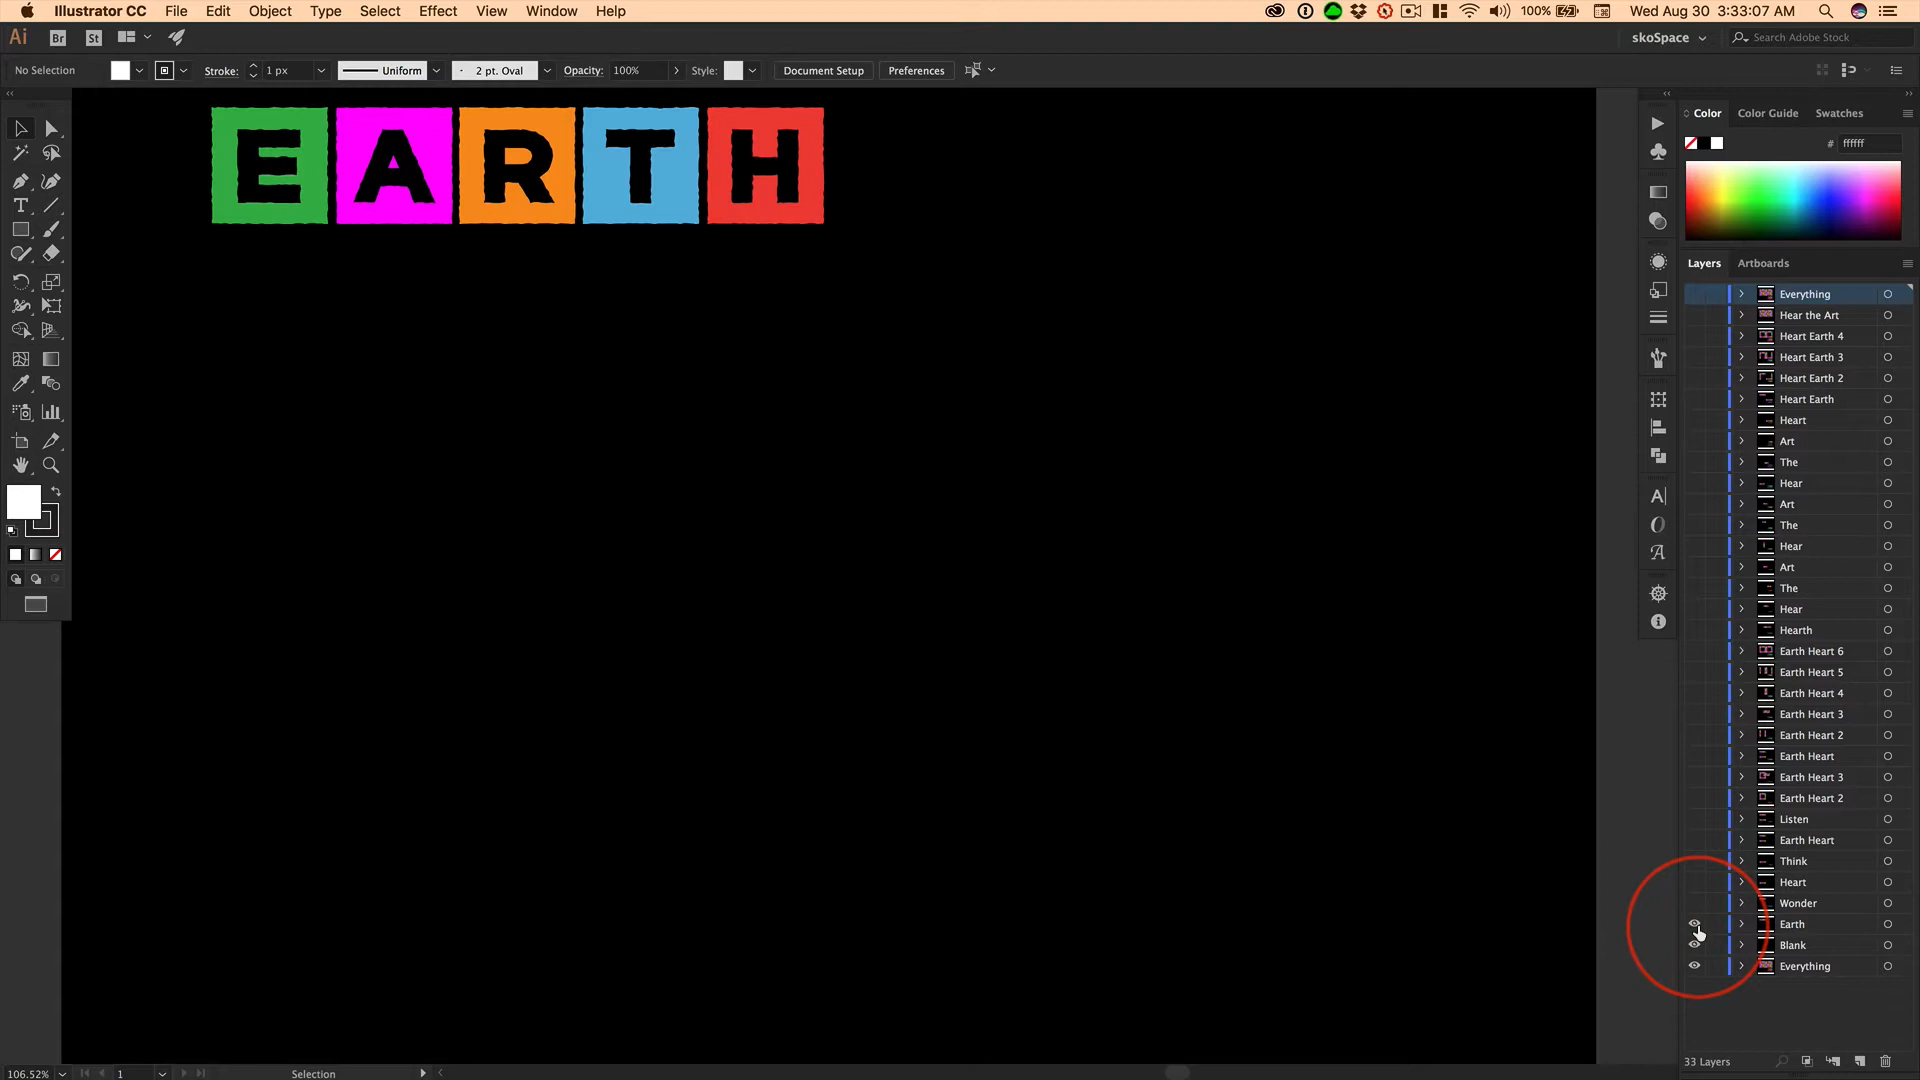 Illustrator CC File Edit Object Type Select Effect View Window Help 100% Wed Aug 30 3:33:07 AM
Ai Br St skoSpace Search Adobe Stock
No Selection Stroke: 1 px Uniform 2 pt. Oval Opacity: 100% Style: Document Setup Preferences
EARTH
Color Color Guide Swatches
# ffffff
Layers Artboards
Everything
Hear the Art
Heart Earth 4
Heart Earth 3
Heart Earth 2
Heart Earth
Heart
Art
The
Hear
Art
The
Hear
Art
The
Hear
Hearth
Earth Heart 6
Earth Heart 5
Earth Heart 4
Earth Heart 3
Earth Heart 2
Earth Heart
Earth Heart 3
Earth Heart 2
Listen
Earth Heart
Think
Heart
Wonder
Earth
Blank
Everything
33 Layers
106.52% 1 Selection